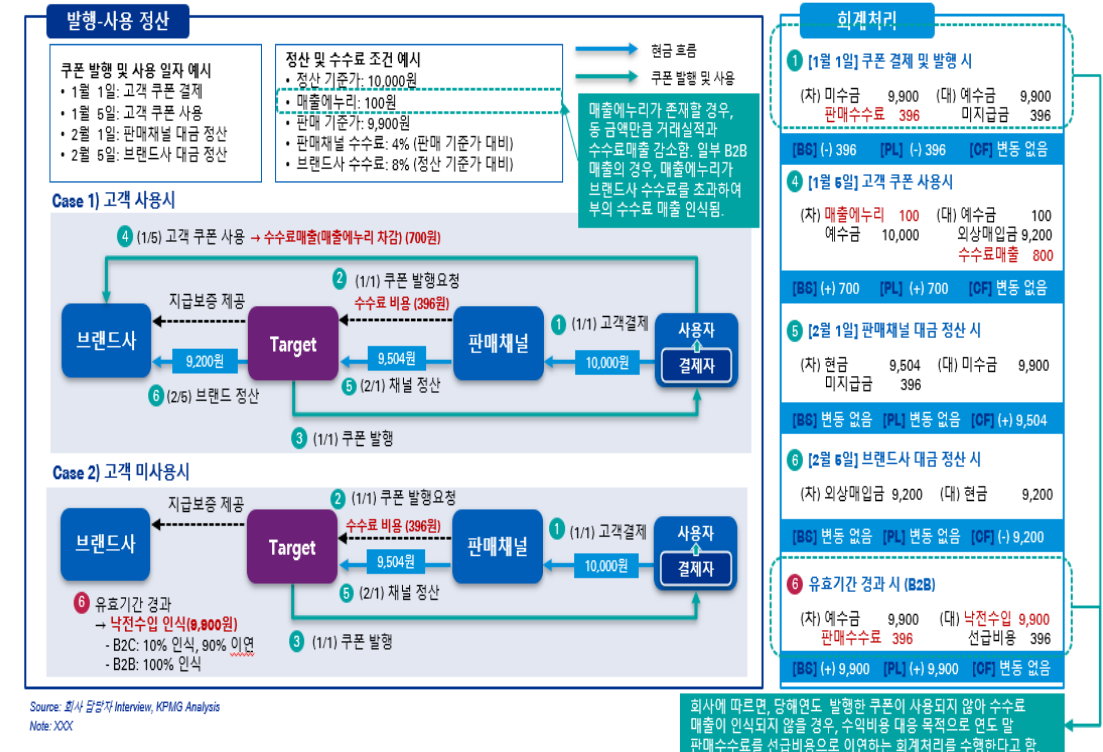 발행-사용 정산
쿠폰 발행 및 사용 일자 예시
• 1월 1일: 고객 쿠폰 결제
• 1월 5일: 고객 쿠폰 사용
• 2월 1일: 판매채널 대금 정산
• 2월 5일: 브랜드사 대금 정산
정산 및 수수료 조건 예시
• 정산 기준가: 10,000원
• 매출에누리: 100원
• 판매 기준가: 9,900원
• 판매채널 수수료: 4% (판매 기준가 대비)
• 브랜드사 수수료: 8% (정산 기준가 대비)
현금 흐름
쿠폰 발행 및 사용
매출에누리가 존재할 경우,
동 금액만큼 거래실적과
수수료매출 감소함. 일부 B2B
매출의 경우, 매출에누리가
브랜드사 수수료를 초과하여
부의 수수료 매출 인식됨.
Case 1) 고객 사용시
4 (1/5) 고객 쿠폰 사용 → 수수료매출(매출에누리 차감) (700원)
2 (1/1) 쿠폰 발행요청
수수료 비용 (396원)
지급보증 제공
1 (1/1) 고객결제
브랜드사
Target
판매채널
사용자
결제자
9,200원
9,504원
10,000원
6 (2/5) 브랜드 정산
5 (2/1) 채널 정산
3 (1/1) 쿠폰 발행
Case 2) 고객 미사용시
2 (1/1) 쿠폰 발행요청
수수료 비용 (396원)
지급보증 제공
1 (1/1) 고객결제
브랜드사
Target
판매채널
사용자
결제자
9,504원
10,000원
5 (2/1) 채널 정산
3 (1/1) 쿠폰 발행
6 유효기간 경과
→ 낙전수입 인식(9,900원)
- B2C: 10% 인식, 90% 이연
- B2B: 100% 인식
회계처리
1 [1월 1일] 쿠폰 결제 및 발행 시
(차) 미수금 9,900 (대) 예수금 9,900
판매수수료 396 미지급금 396
[BS] (-) 396 [PL] (-) 396 [CF] 변동 없음
4 [1월 5일] 고객 쿠폰 사용시
(차) 매출에누리 100 (대) 예수금 100
예수금 10,000 외상매입금 9,200
수수료매출 800
[BS] (+) 700 [PL] (+) 700 [CF] 변동 없음
5 [2월 1일] 판매채널 대금 정산 시
(차) 현금 9,504 (대) 미수금 9,900
미지급금 396
[BS] 변동 없음 [PL] 변동 없음 [CF] (+) 9,504
6 [2월 5일] 브랜드사 대금 정산 시
(차) 외상매입금 9,200 (대) 현금 9,200
[BS] 변동 없음 [PL] 변동 없음 [CF] (-) 9,200
6 유효기간 경과 시 (B2B)
(차) 예수금 9,900 (대) 낙전수입 9,900
판매수수료 396 선급비용 396
[BS] (+) 9,900 [PL] (+) 9,900 [CF] 변동 없음
회사에 따르면, 당해연도 발행한 쿠폰이 사용되지 않아 수수료
매출이 인식되지 않을 경우, 수익비용 대응 목적으로 연도 말
판매수수료를 선급비용으로 이연하는 회계처리를 수행한다고 함.
Source: 회사 담당자 Interview, KPMG Analysis
Note: XXX